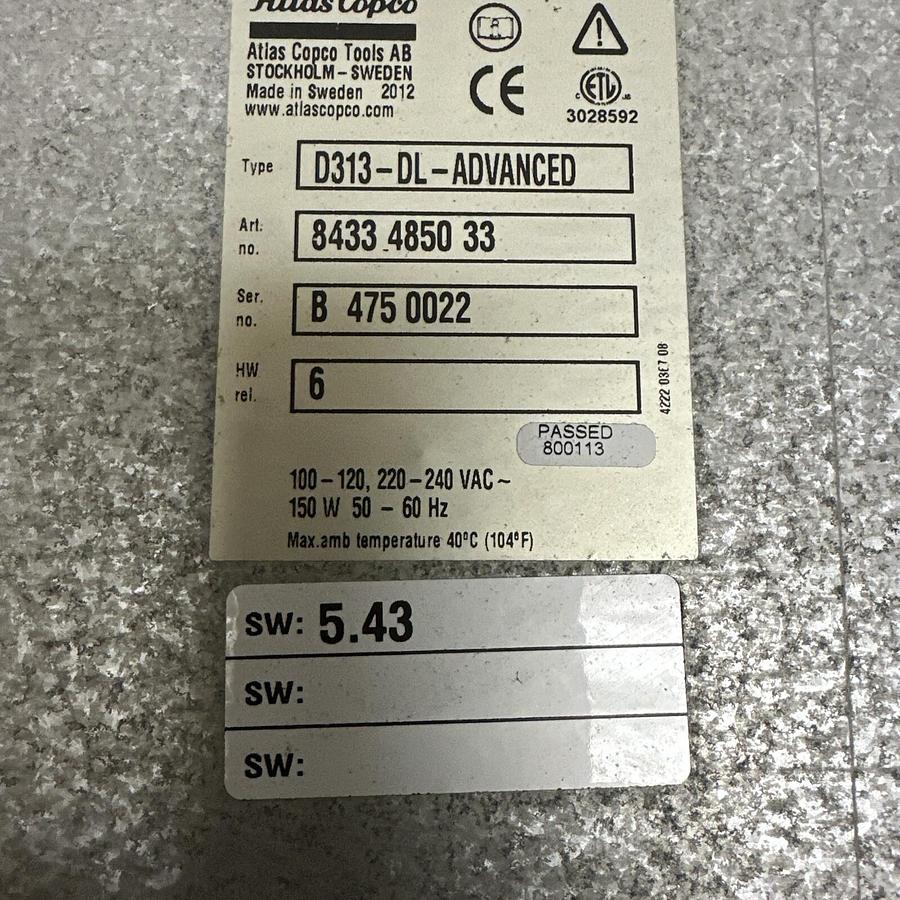 Atlas Copco
Atlas Copco Tools AB
STOCKHOLM – SWEDEN
Made in Sweden 2012
www.atlascopco.com
CE
ETL
3028592
Type D313-DL-ADVANCED
Art. no. 8433 4850 33
Ser. no. B 475 0022
HW rel. 6
4222 03E7 08
PASSED
800113
100-120, 220-240 VAC~
150 W 50 - 60 Hz
Max.amb temperature 40°C (104°F)
SW: 5.43
SW:
SW: